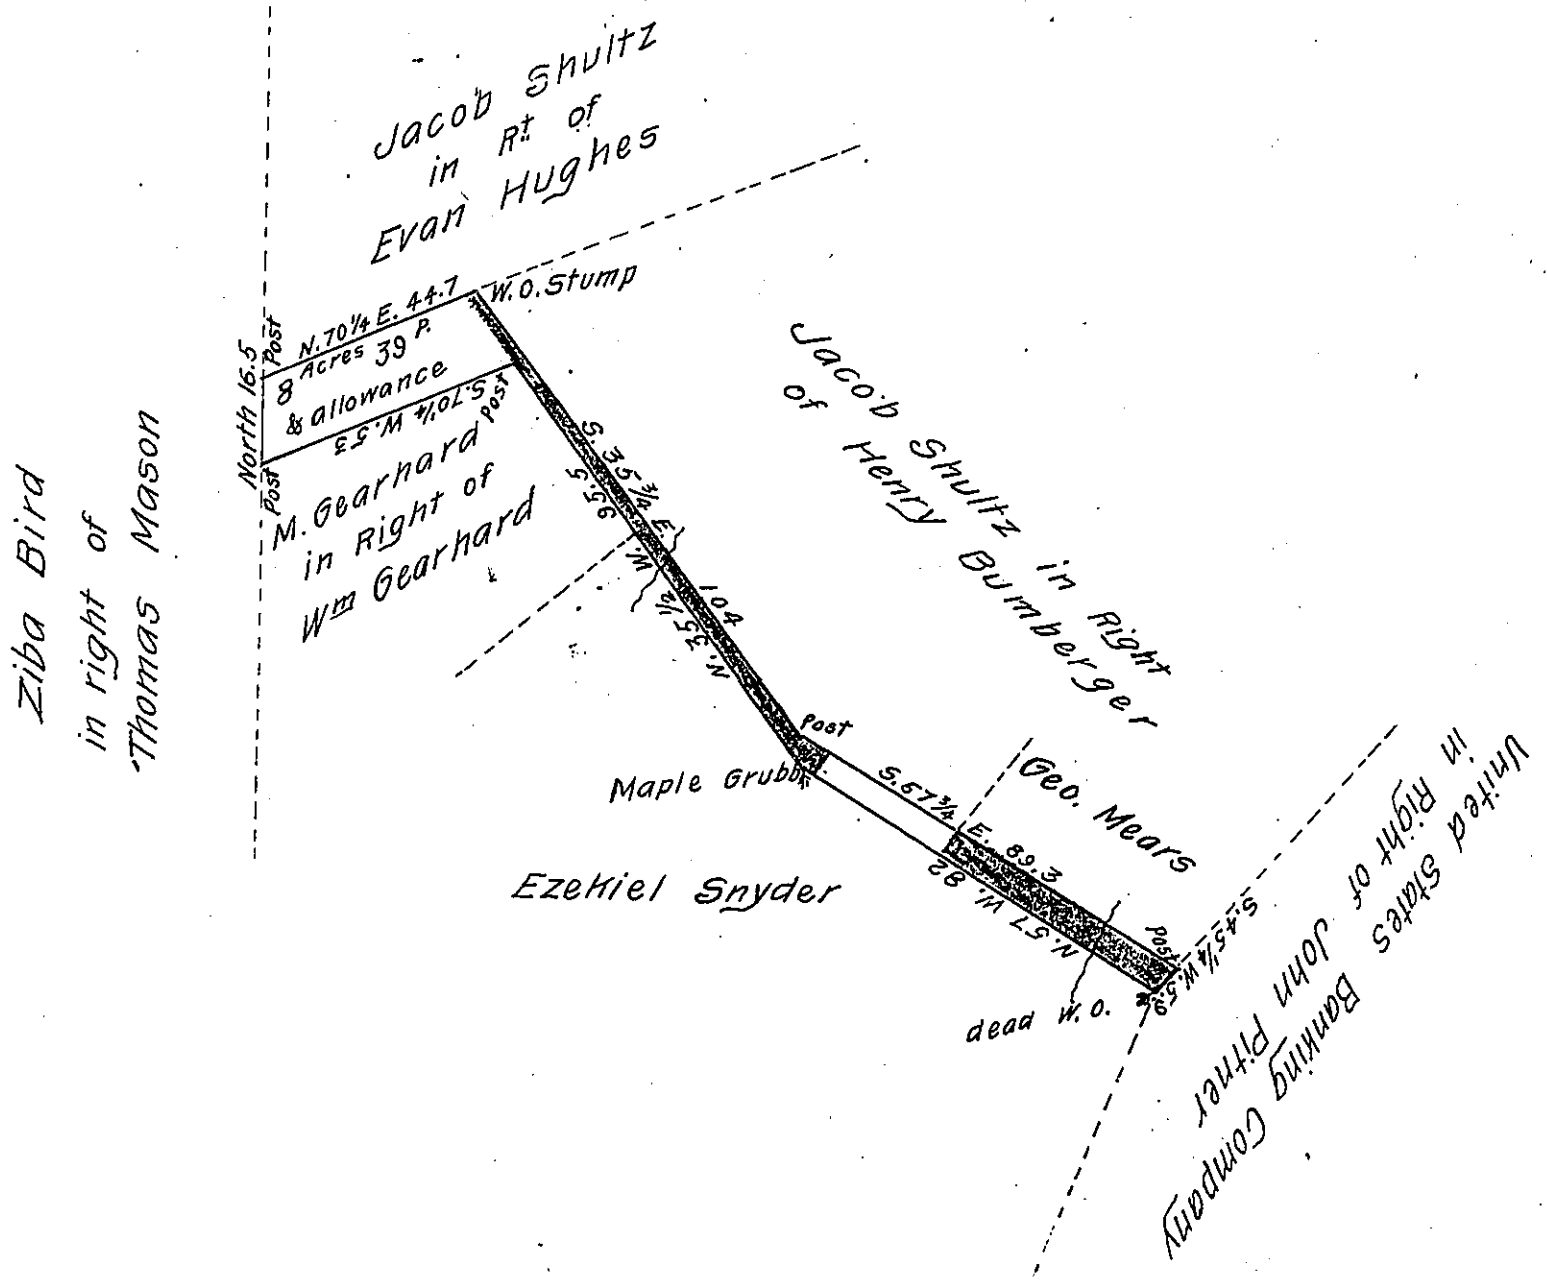 Jacob Shultz
in Rt of
Evan Hughes
W.O. Stump
N. 70¼ E. 44.7
Post
North 16.5
8 Acres 39 P.
& allowance
S. 70¼ W. 53
Post
Post
M. Gearhard
in Right of
Wm Gearhard
Ziba Bird
in right of
Thomas Mason
S. 35¾ E. 104
N. 35½ W. 95.5
Jacob Shultz in Right
of Henry Bumberger
Post
Maple Grubb
S. 57¾ E. 89.3
Geo. Mears
N. 57 W. 92
Ezekiel Snyder
Post
S. 45¼ W. 5.9
dead W.O.
United States Banking Company
in Right of John Pitner